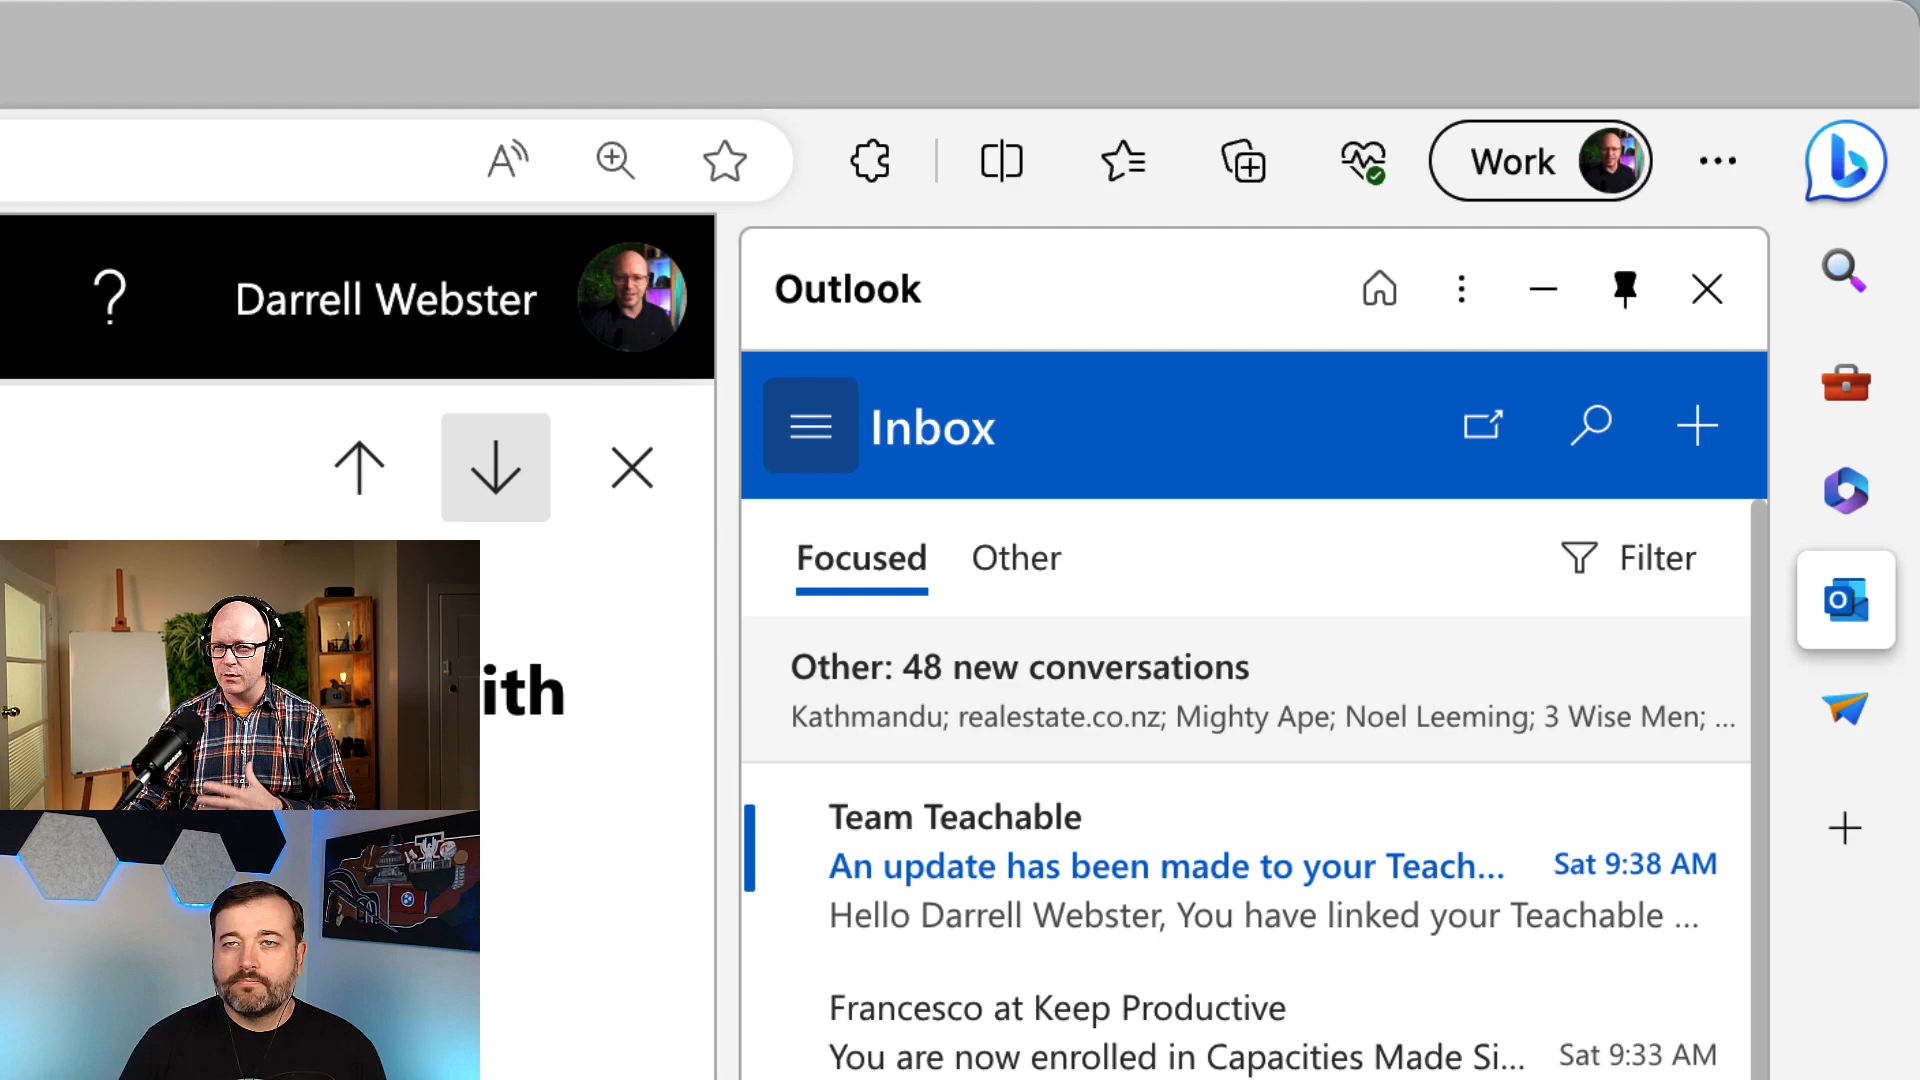 Work
Outlook
Darrell Webster
Inbox
Focused
Other
Filter
Other: 48 new conversations
Kathmandu; realestate.co.nz; Mighty Ape; Noel Leeming; 3 Wise Men; ...
ith
Team Teachable
An update has been made to your Teach... Sat 9:38 AM
Hello Darrell Webster, You have linked your Teachable ...
Francesco at Keep Productive
You are now enrolled in Capacities Made Si... Sat 9:33 AM